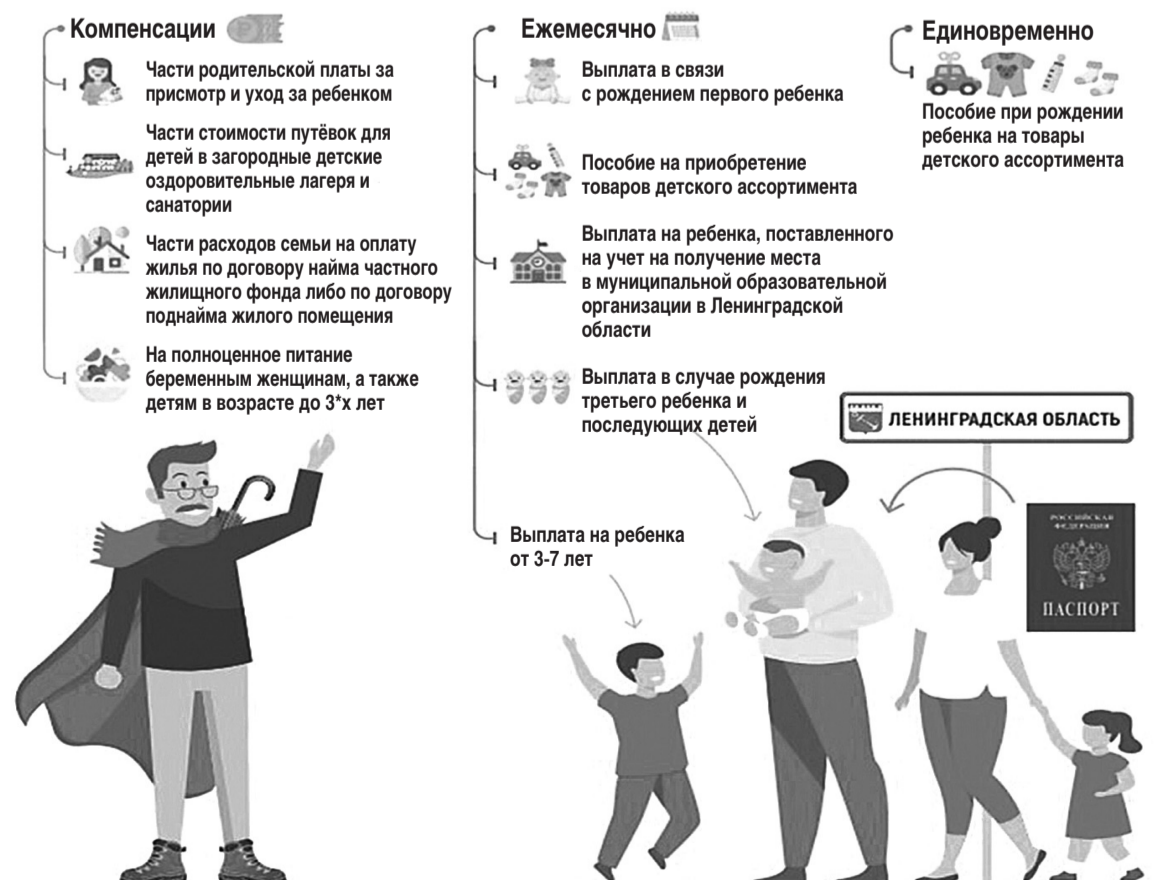 Компенсации
Части родительской платы за
присмотр и уход за ребенком
Части стоимости путёвок для
детей в загородные детские
оздоровительные лагеря и
санатории
Части расходов семьи на оплату
жилья по договору найма частного
жилищного фонда либо по договору
поднайма жилого помещения
На полноценное питание
беременным женщинам, а также
детям в возрасте до 3*х лет
Ежемесячно
Выплата в связи
с рождением первого ребенка
Пособие на приобретение
товаров детского ассортимента
Выплата на ребенка, поставленного
на учет на получение места
в муниципальной образовательной
организации в Ленинградской
области
Выплата в случае рождения
третьего ребенка и
последующих детей
Выплата на ребенка
от 3-7 лет
Единовременно
Пособие при рождении
ребенка на товары
детского ассортимента
ЛЕНИНГРАДСКАЯ ОБЛАСТЬ
РОССИЙСКАЯ
ФЕДЕРАЦИЯ
ПАСПОРТ